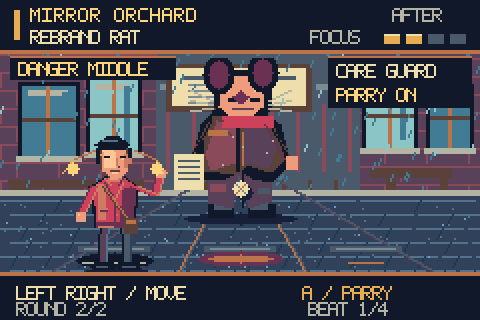 MIRROR ORCHARD
AFTER
REBRAND RAT
FOCUS
DANGER MIDDLE
CARE GUARD
PARRY ON
LEFT RIGHT / MOVE
A / PARRY
ROUND 2/2
BEAT 1/4